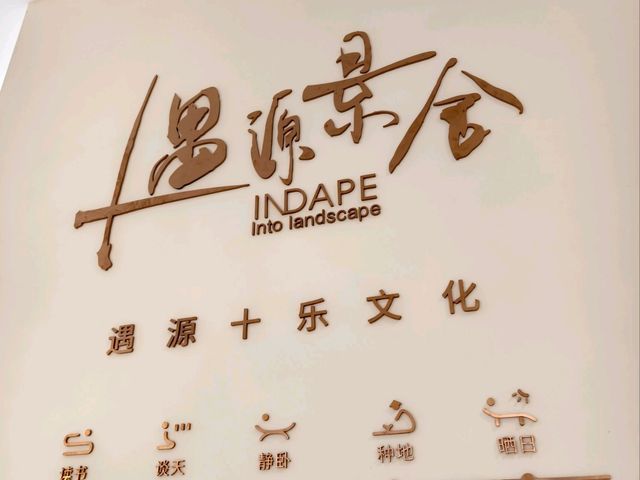 遇源景舍
INDAPE
Into landscape
遇源十乐文化
读书 谈天 静卧 种地 晒日